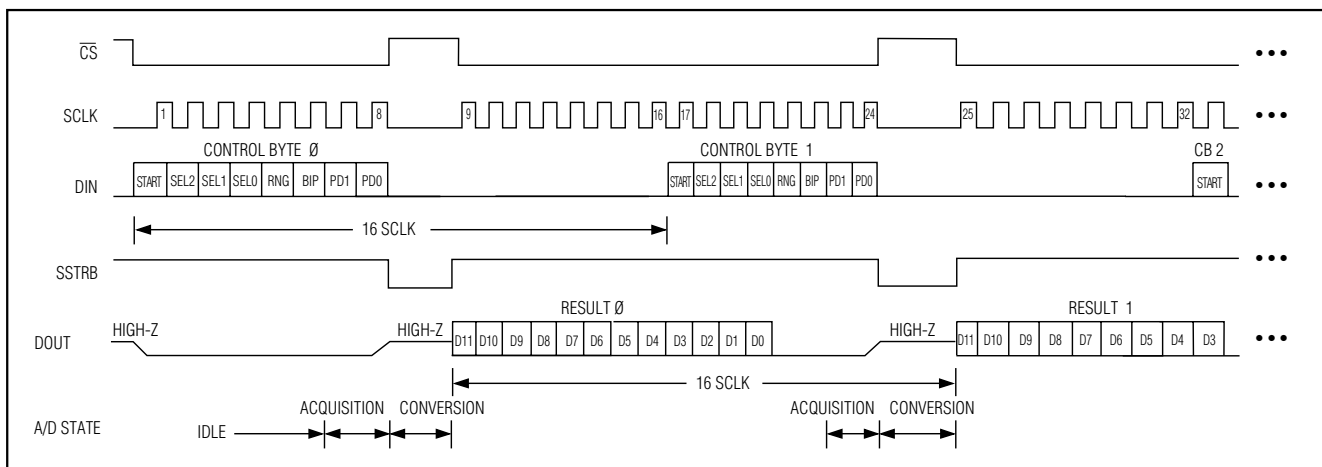 CS
•••
SCLK
1 8 9 16 17 24 25 32
•••
CONTROL BYTE Ø CONTROL BYTE 1 CB 2
DIN
START SEL2 SEL1 SEL0 RNG BIP PD1 PD0 START SEL2 SEL1 SEL0 RNG BIP PD1 PD0 START
•••
16 SCLK
SSTRB
•••
RESULT Ø RESULT 1
DOUT
HIGH-Z HIGH-Z D11 D10 D9 D8 D7 D6 D5 D4 D3 D2 D1 D0 HIGH-Z D11 D10 D9 D8 D7 D6 D5 D4 D3
•••
16 SCLK
ACQUISITION CONVERSION ACQUISITION CONVERSION
A/D STATE
IDLE